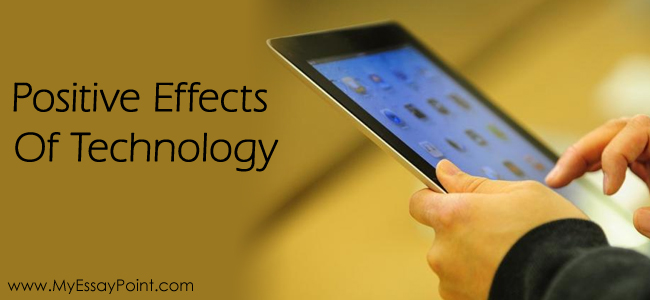 Positive Effects
Of Technology
www.MyEssayPoint.com